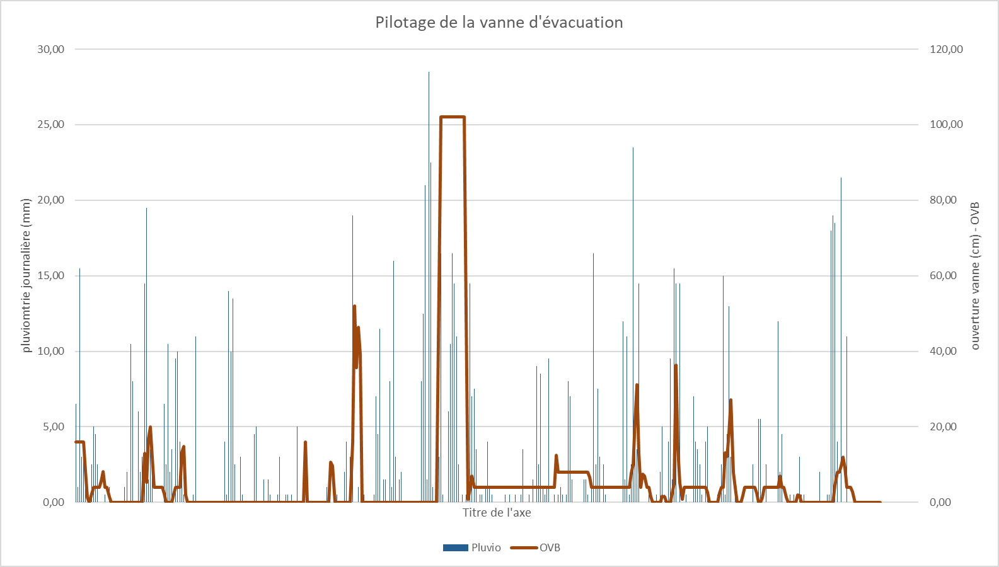 Pilotage de la vanne d'évacuation
30,00
25,00
20,00
15,00
10,00
5,00
0,00
pluviomtrie journalière (mm)
120,00
100,00
80,00
60,00
40,00
20,00
0,00
ouverture vanne (cm) - OVB
Titre de l'axe
Pluvio
OVB